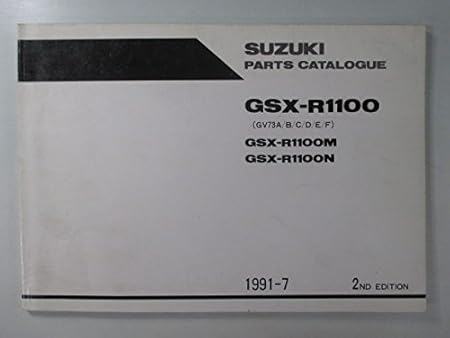 SUZUKI
PARTS CATALOGUE
GSX-R1100
(GV73A/B/C/D/E/F)
GSX-R1100M
GSX-R1100N
1991-7 2ND EDITION